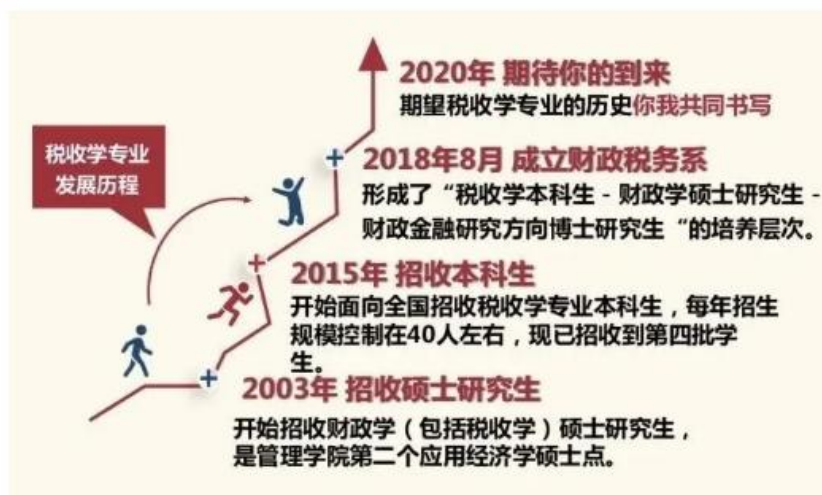 2020年 期待你的到来
期望税收学专业的历史你我共同书写
税收学专业
发展历程
2018年8月 成立财政税务系
形成了“税收学本科生 - 财政学硕士研究生 -
财政金融研究方向博士研究生 “的培养层次。
2015年 招收本科生
开始面向全国招收税收学专业本科生，每年招生
规模控制在40人左右，现已招收到第四批学
生。
2003年 招收硕士研究生
开始招收财政学（包括税收学）硕士研究生，
是管理学院第二个应用经济学硕士点。